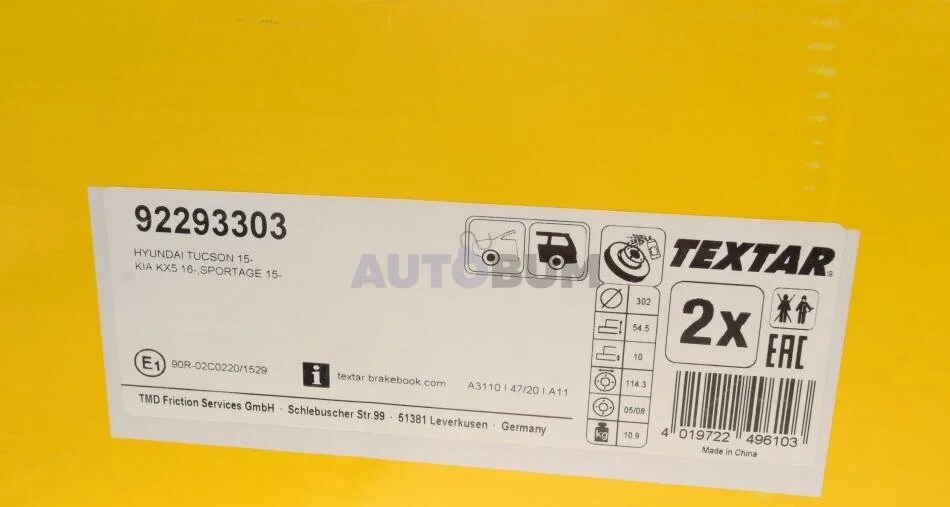 92293303
HYUNDAI TUCSON 15-
KIA KX5 16-,SPORTAGE 15-
AUTOBUM
TEXTAR®
302
54.5
10
114.3
05/08
kg 10.9
2x
EAC
E1 90R-02C0220/1529
i textar.brakebook.com
A3110 I 47/20 I A11
TMD Friction Services GmbH · Schlebuscher Str.99 · 51381 Leverkusen · Germany
4 019722 496103
Made in China